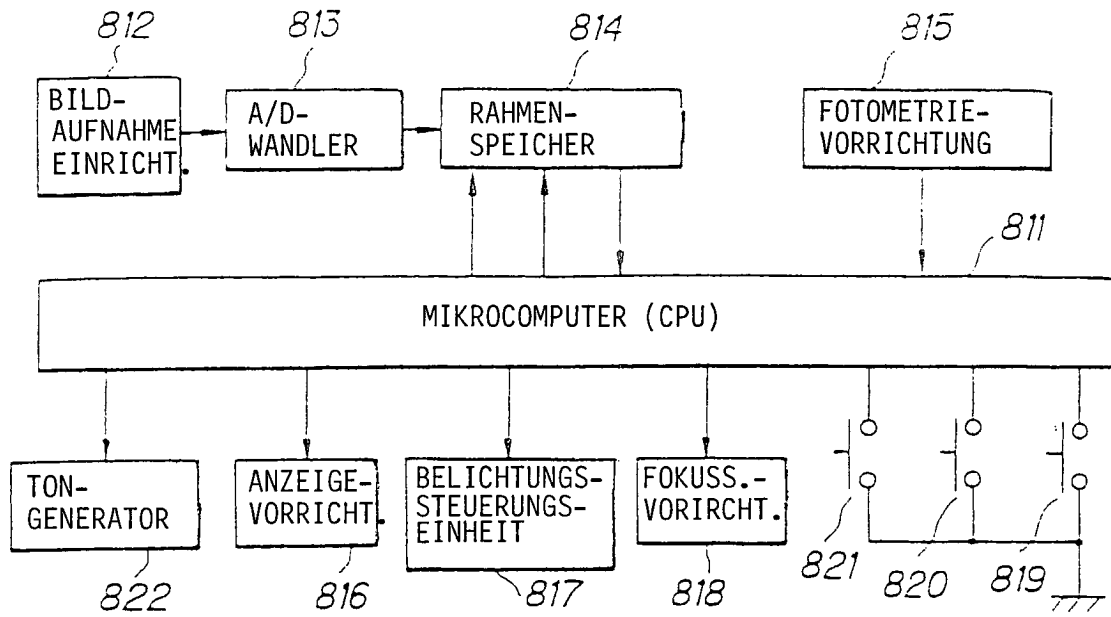 812
813
814
815
BILD-
AUFNAHME
EINRICHT.
A/D-
WANDLER
RAHMEN-
SPEICHER
FOTOMETRIE-
VORRICHTUNG
811
MIKROCOMPUTER (CPU)
TON-
GENERATOR
ANZEIGE-
VORRICHT.
BELICHTUNGS-
STEUERUNGS-
EINHEIT
FOKUSS.-
VORIRCHT.
822
816
817
818
821
820
819